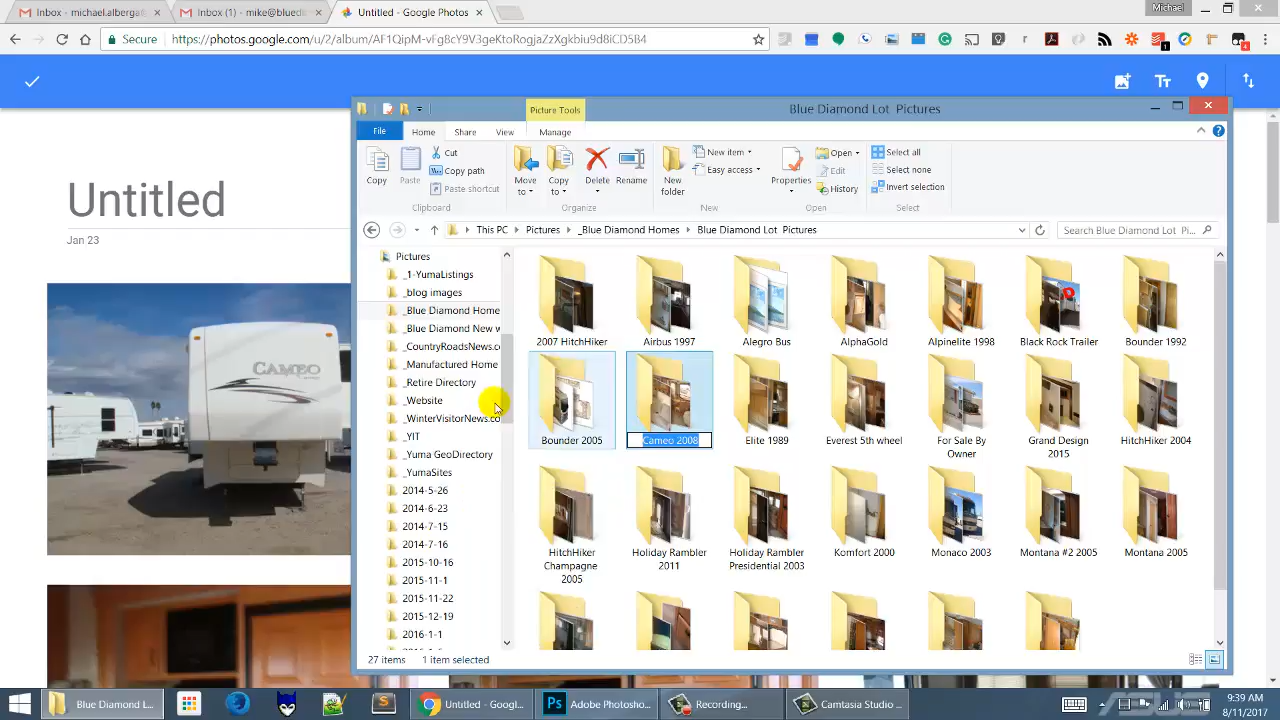 Inbox - michael.alberga
Inbox (1) - mike@bluedi
Untitled - Google Photos
Michael
Secure
https://photos.google.com/u/2/album/AF1QipM-vFg8cY9V3geKtoRogjaZzXgkbiu9d8iCD5B4
Tt
Untitled
Jan 23
CAMEO
Picture Tools
Blue Diamond Lot Pictures
File
Home
Share
View
Manage
Copy
Paste
Cut
Copy path
Paste shortcut
Clipboard
Move to
Copy to
Delete
Rename
Organize
New folder
New item
Easy access
New
Properties
Open
Edit
History
Open
Select all
Select none
Invert selection
Select
This PC
Pictures
_Blue Diamond Homes
Blue Diamond Lot Pictures
Search Blue Diamond Lot Pi...
Pictures
_1-YumaListings
_blog images
_Blue Diamond Home
_Blue Diamond New w
_CountryRoadsNews.c
_Manufactured Home
_Retire Directory
_Website
_WinterVisitorNews.co
_YIT
_Yuma GeoDirectory
_YumaSites
2014-5-26
2014-6-23
2014-7-15
2014-7-16
2015-10-16
2015-11-1
2015-11-22
2015-12-19
2016-1-1
2007 HitchHiker
Airbus 1997
Alegro Bus
AlphaGold
Alpinelite 1998
Black Rock Trailer
Bounder 1992
Bounder 2005
Cameo 2008
Elite 1989
Everest 5th wheel
For Sale By Owner
Grand Design 2015
HitchHiker 2004
HitchHiker Champagne 2005
Holiday Rambler 2011
Holiday Rambler Presidential 2003
Komfort 2000
Monaco 2003
Montana #2 2005
Montana 2005
27 items
1 item selected
Blue Diamond L...
Untitled - Google...
Adobe Photosho...
Recording...
Camtasia Studio ...
9:39 AM
8/11/2017